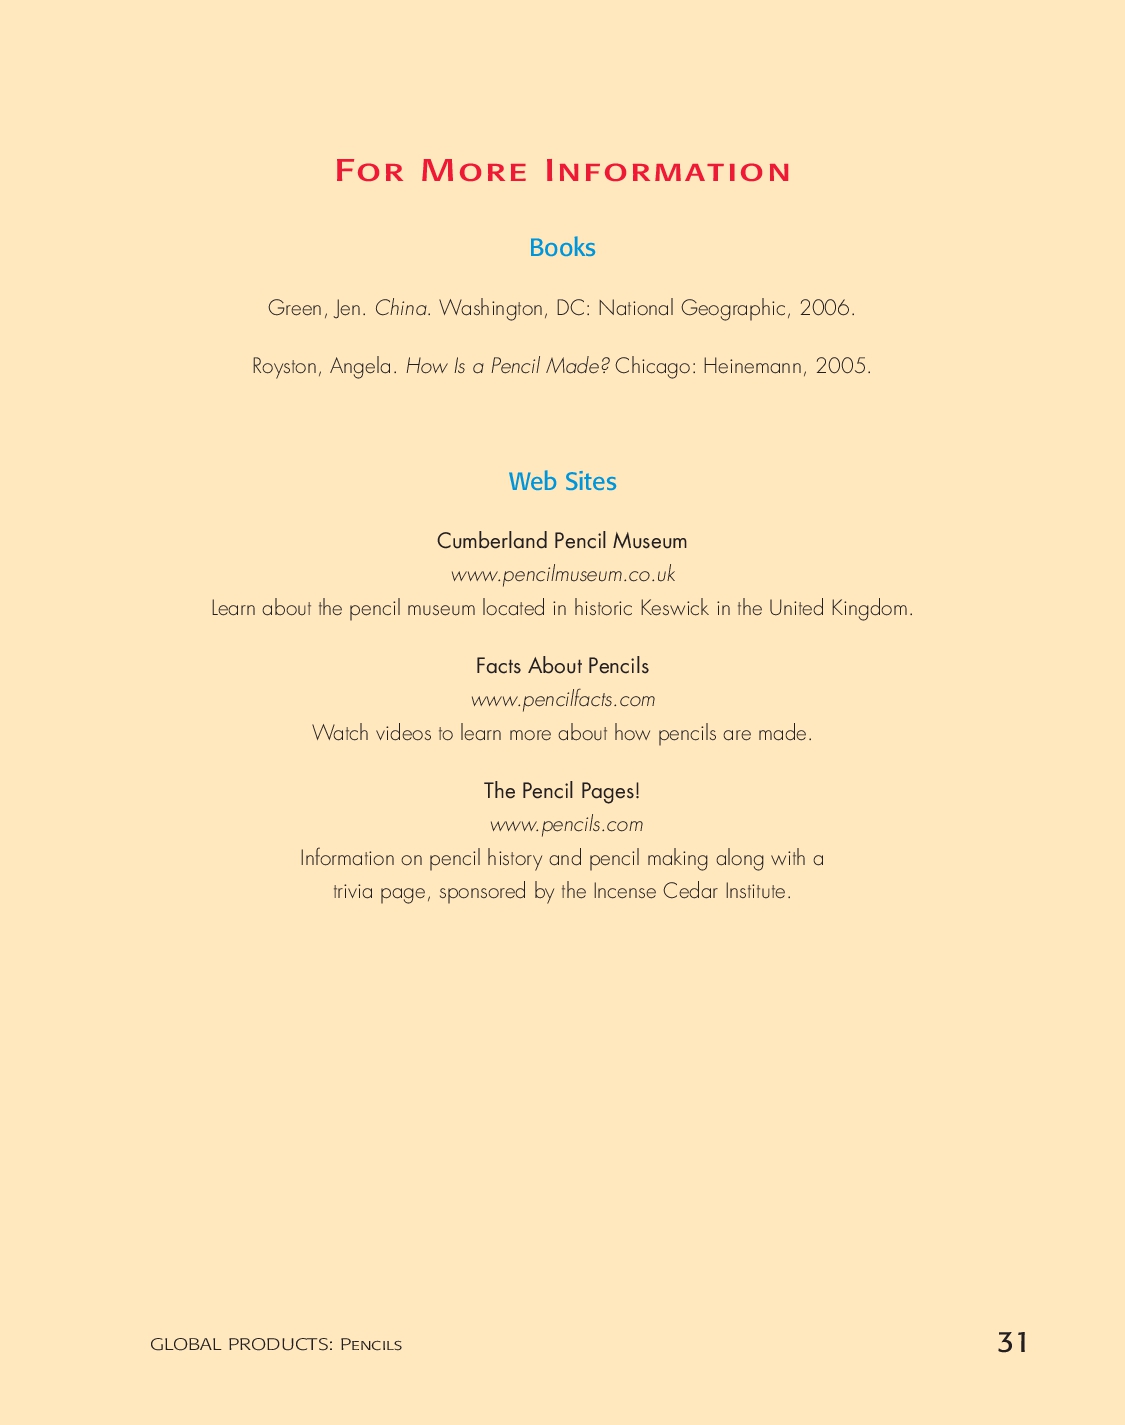 For More Information
Books
Green, Jen. China. Washington, DC: National Geographic, 2006.
Royston, Angela. How Is a Pencil Made? Chicago: Heinemann, 2005.
Web Sites
Cumberland Pencil Museum
www.pencilmuseum.co.uk
Learn about the pencil museum located in historic Keswick in the United Kingdom.
Facts About Pencils
www.pencilfacts.com
Watch videos to learn more about how pencils are made.
The Pencil Pages!
www.pencils.com
Information on pencil history and pencil making along with a
trivia page, sponsored by the Incense Cedar Institute.
GLOBAL PRODUCTS: Pencils 31